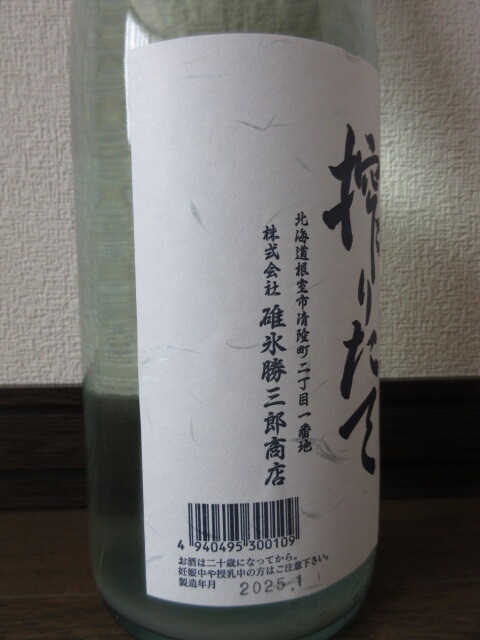 搾りたて
北海道根室市清隆町二丁目一番地
株式会社 碓氷勝三郎商店
4 940495 300109
お酒は二十歳になってから。
妊娠中や授乳中の方はご注意下さい。
製造年月 2025.1